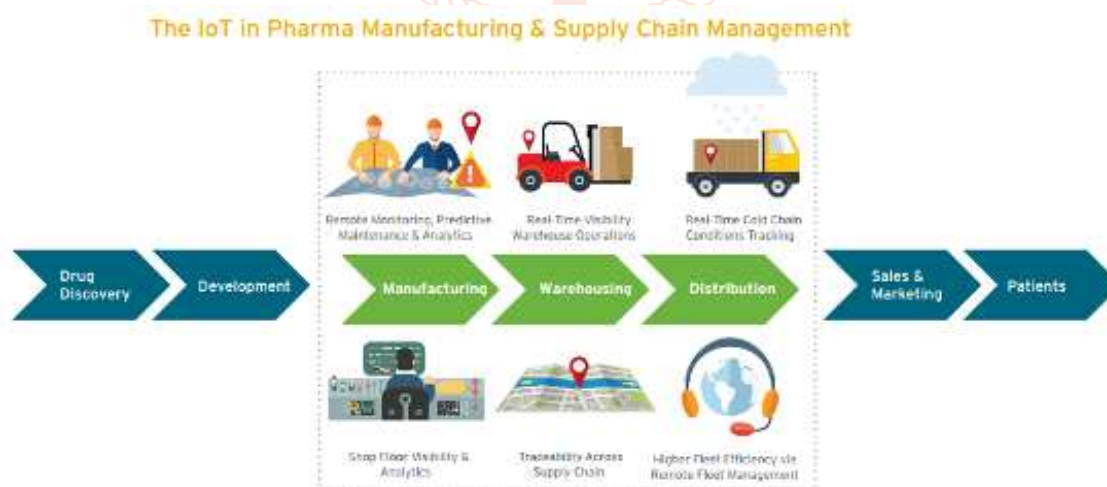 The IoT in Pharma Manufacturing & Supply Chain Management
Remote Monitoring, Predictive
Maintenance & Analytics
Real-Time Visibility
Warehouse Operations
Real-Time Cold Chain
Conditions Tracking
Drug
Discovery
Development
Manufacturing
Warehousing
Distribution
Sales &
Marketing
Patients
Shop Floor Visibility &
Analytics
Traceability Across
Supply Chain
Higher Fleet Efficiency via
Remote Fleet Management